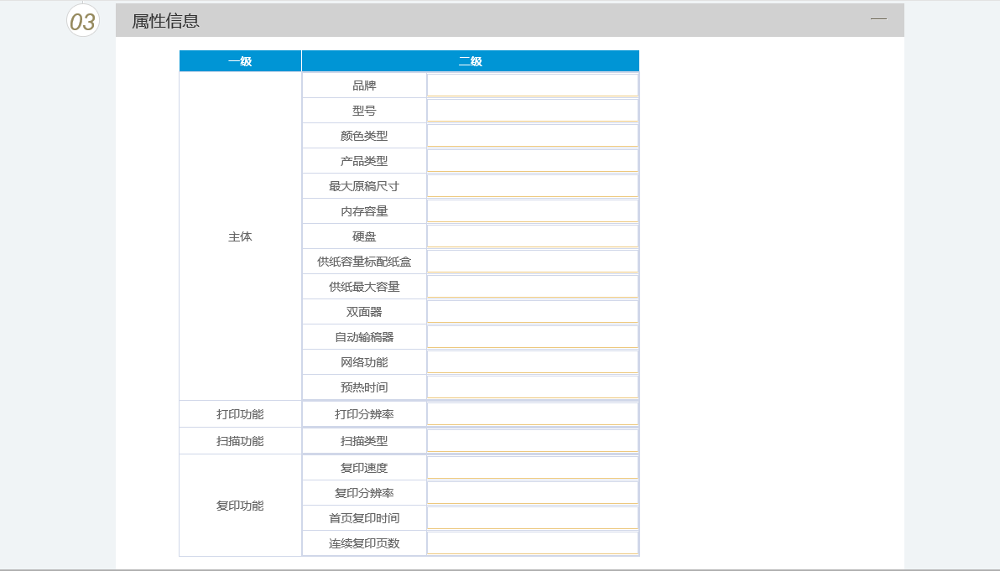 03
属性信息
一级 二级
主体
品牌
型号
颜色类型
产品类型
最大原稿尺寸
内存容量
硬盘
供纸容量标配纸盒
供纸最大容量
双面器
自动输稿器
网络功能
预热时间
打印功能 打印分辨率
扫描功能 扫描类型
复印功能
复印速度
复印分辨率
首页复印时间
连续复印页数